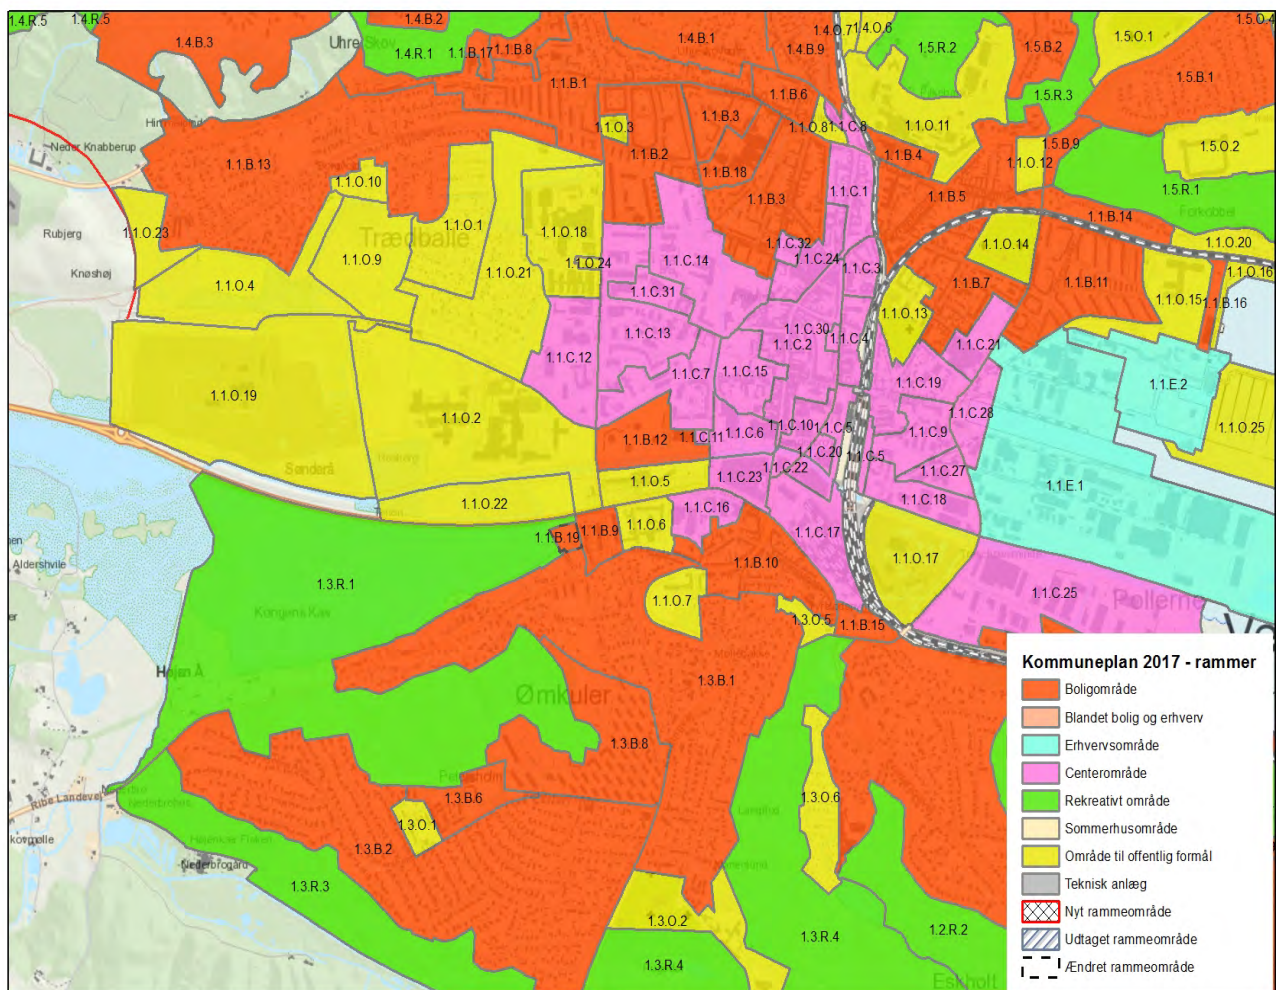 1.4.R.5
1.4.R.5
1.4.B.2
1.4.O.7
1.4.O.6
1.5.O.4
1.4.B.3
Uhre Skov
1.4.R.1
1.1.B.17
1.1.B.8
1.4.B.1
1.4.B.9
1.5.R.2
1.5.B.2
1.5.O.1
1.5.B.1
1.1.B.1
1.1.B.6
1.5.R.3
1.1.O.3
1.1.B.3
1.1.O.8
1.1.C.8
1.1.O.11
Neder Knabberup
1.1.B.13
1.1.B.2
1.1.B.4
1.5.B.9
1.5.O.2
1.1.O.12
1.1.O.10
1.1.B.18
1.1.C.1
1.1.B.5
1.5.R.1
1.1.B.3
1.1.B.14
Forkobbel
Rubjerg
1.1.O.23
1.1.O.1
1.1.O.18
Trædballe
1.1.C.32
1.1.O.14
1.1.O.20
1.1.O.9
1.1.O.24
1.1.C.14
1.1.C.24
1.1.C.3
1.1.O.16
Knøshøj
1.1.O.4
1.1.O.21
1.1.B.7
1.1.B.11
1.1.C.31
1.1.O.15
1.1.B.16
1.1.O.13
1.1.C.13
1.1.C.30
1.1.C.2
1.1.C.4
1.1.C.21
1.1.C.12
1.1.C.7
1.1.C.15
1.1.C.19
1.1.E.2
1.1.O.19
1.1.O.2
1.1.C.28
1.1.B.12
1.1.C.11
1.1.C.6
1.1.C.10
1.1.C.5
1.1.C.9
1.1.O.25
1.1.C.20
1.1.C.5
Sønderå
1.1.C.22
1.1.C.27
1.1.O.5
1.1.C.23
1.1.E.1
1.1.O.22
1.1.C.16
1.1.C.18
1.1.B.19
1.1.B.9
1.1.O.6
1.1.C.17
1.1.O.17
Aldershvile
1.1.B.10
1.3.R.1
1.1.C.25
Kongens Kær
1.1.O.7
Pollerne
1.3.O.5
1.1.B.15
Højen Å
1.3.B.1
Ømkuler
1.3.B.8
Petersholm
1.3.B.6
1.3.O.6
Ribe Landevej
1.3.O.1
1.3.B.2
Nederbrogård
1.3.R.3
1.3.O.2
1.3.R.4
1.2.R.2
1.3.R.4
Eskholt
Kommuneplan 2017 - rammer
Boligområde
Blandet bolig og erhverv
Erhvervsområde
Centerområde
Rekreativt område
Sommerhusområde
Område til offentlig formål
Teknisk anlæg
Nyt rammeområde
Udtaget rammeområde
Ændret rammeområde